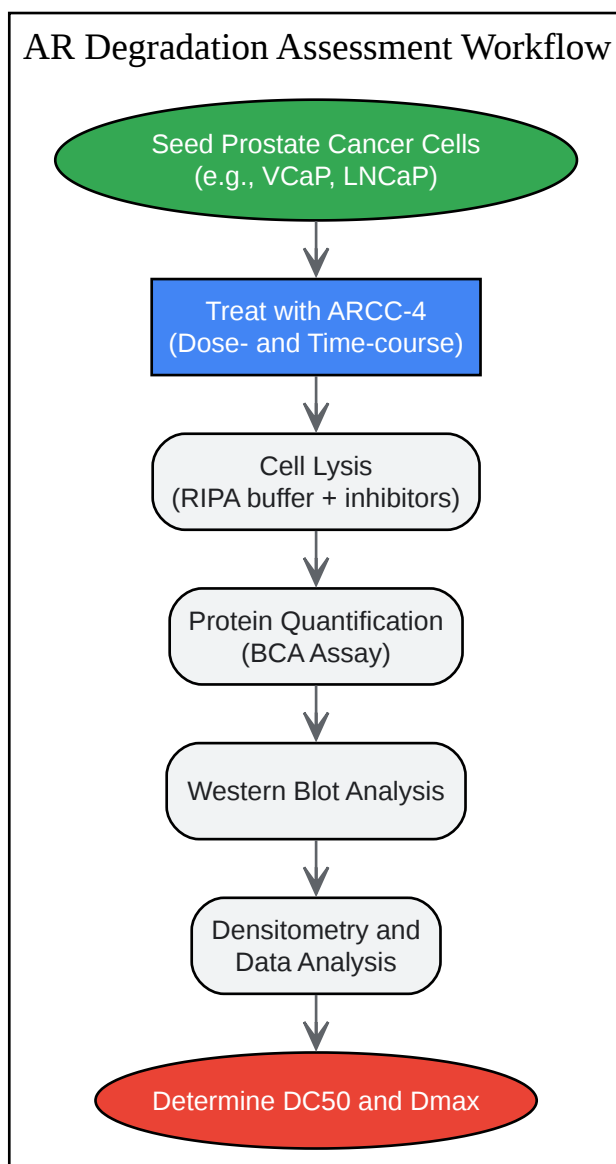 AR Degradation Assessment Workflow
Seed Prostate Cancer Cells
(e.g., VCaP, LNCaP)
Treat with ARCC-4
(Dose- and Time-course)
Cell Lysis
(RIPA buffer + inhibitors)
Protein Quantification
(BCA Assay)
Western Blot Analysis
Densitometry and
Data Analysis
Determine DC50 and Dmax